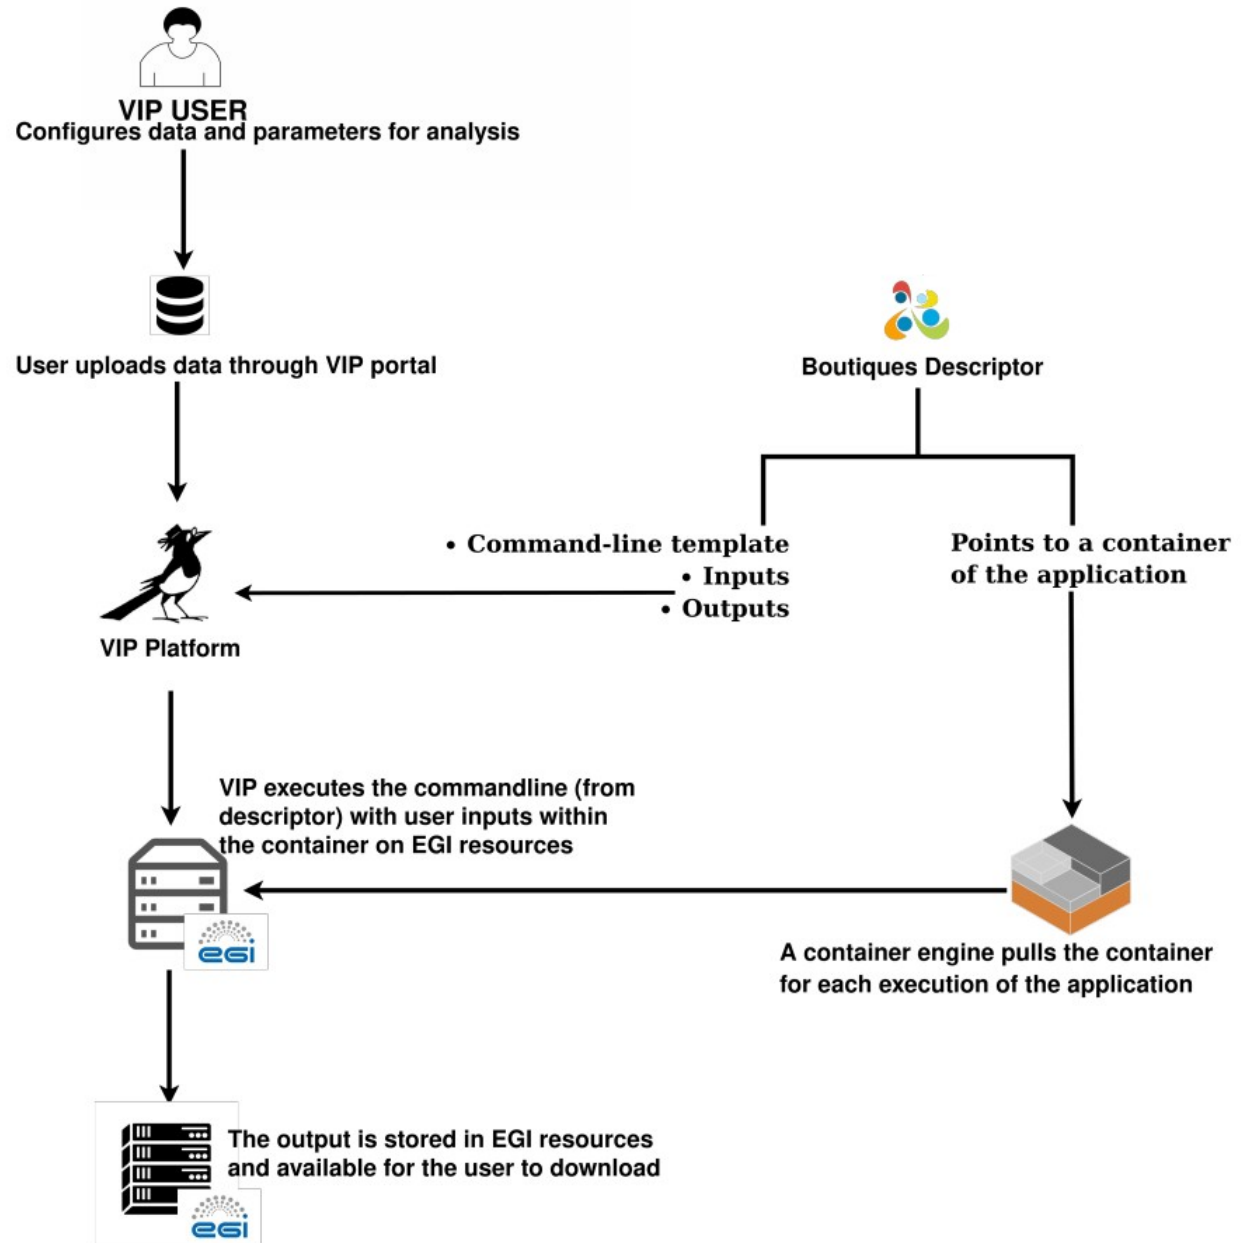 VIP USER
Configures data and parameters for analysis
User uploads data through VIP portal
Boutiques Descriptor
• Command-line template
• Inputs
• Outputs
Points to a container
of the application
VIP Platform
VIP executes the commandline (from
descriptor) with user inputs within
the container on EGI resources
egi
A container engine pulls the container
for each execution of the application
The output is stored in EGI resources
and available for the user to download
egi